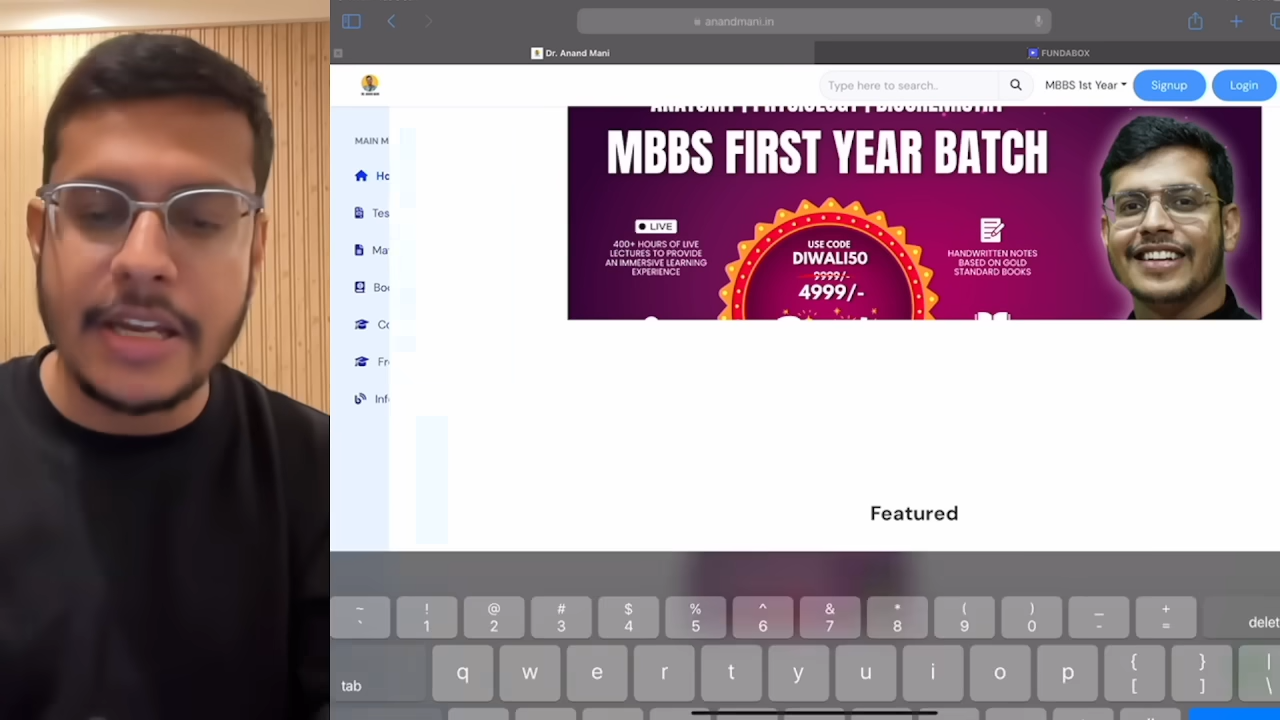 anandmani.in
Dr. Anand Mani
FUNDABOX
Type here to search..
MBBS 1st Year
Signup
Login
MAIN M
Ho
Tes
Ma
Boo
Co
Fr
Inf
ANATOMY | PHYSIOLOGY | BIOCHEMISTRY
MBBS FIRST YEAR BATCH
LIVE
400+ HOURS OF LIVE
LECTURES TO PROVIDE
AN IMMERSIVE LEARNING
EXPERIENCE
USE CODE
DIWALI50
9999/-
4999/-
HANDWRITTEN NOTES
BASED ON GOLD
STANDARD BOOKS
Featured
~ ! @ # $ % ^ & * ( ) _ +
` 1 2 3 4 5 6 7 8 9 0 - = delet
tab q w e r t y u i o p { [ } ] | \